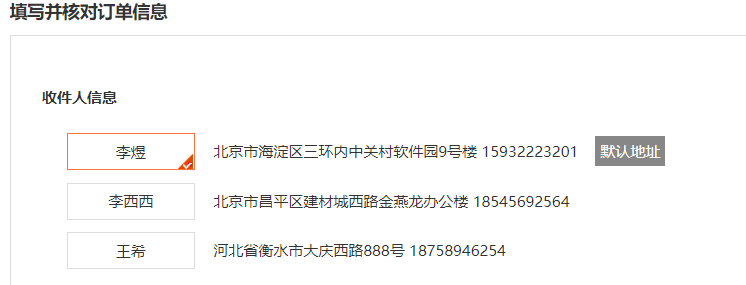 填写并核对订单信息
收件人信息
李煜 北京市海淀区三环内中关村软件园9号楼 15932223201 默认地址
李西西 北京市昌平区建材城西路金燕龙办公楼 18545692564
王希 河北省衡水市大庆西路888号 18758946254